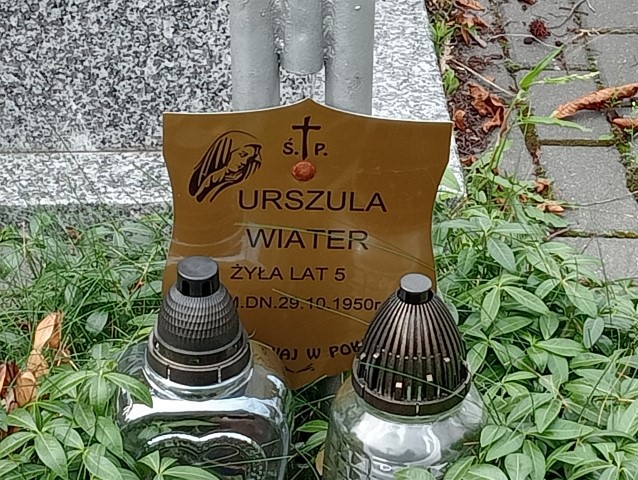 Ś. P.
URSZULA
WIATER
ŻYŁA LAT 5
M.DN.29.10.1950r
W